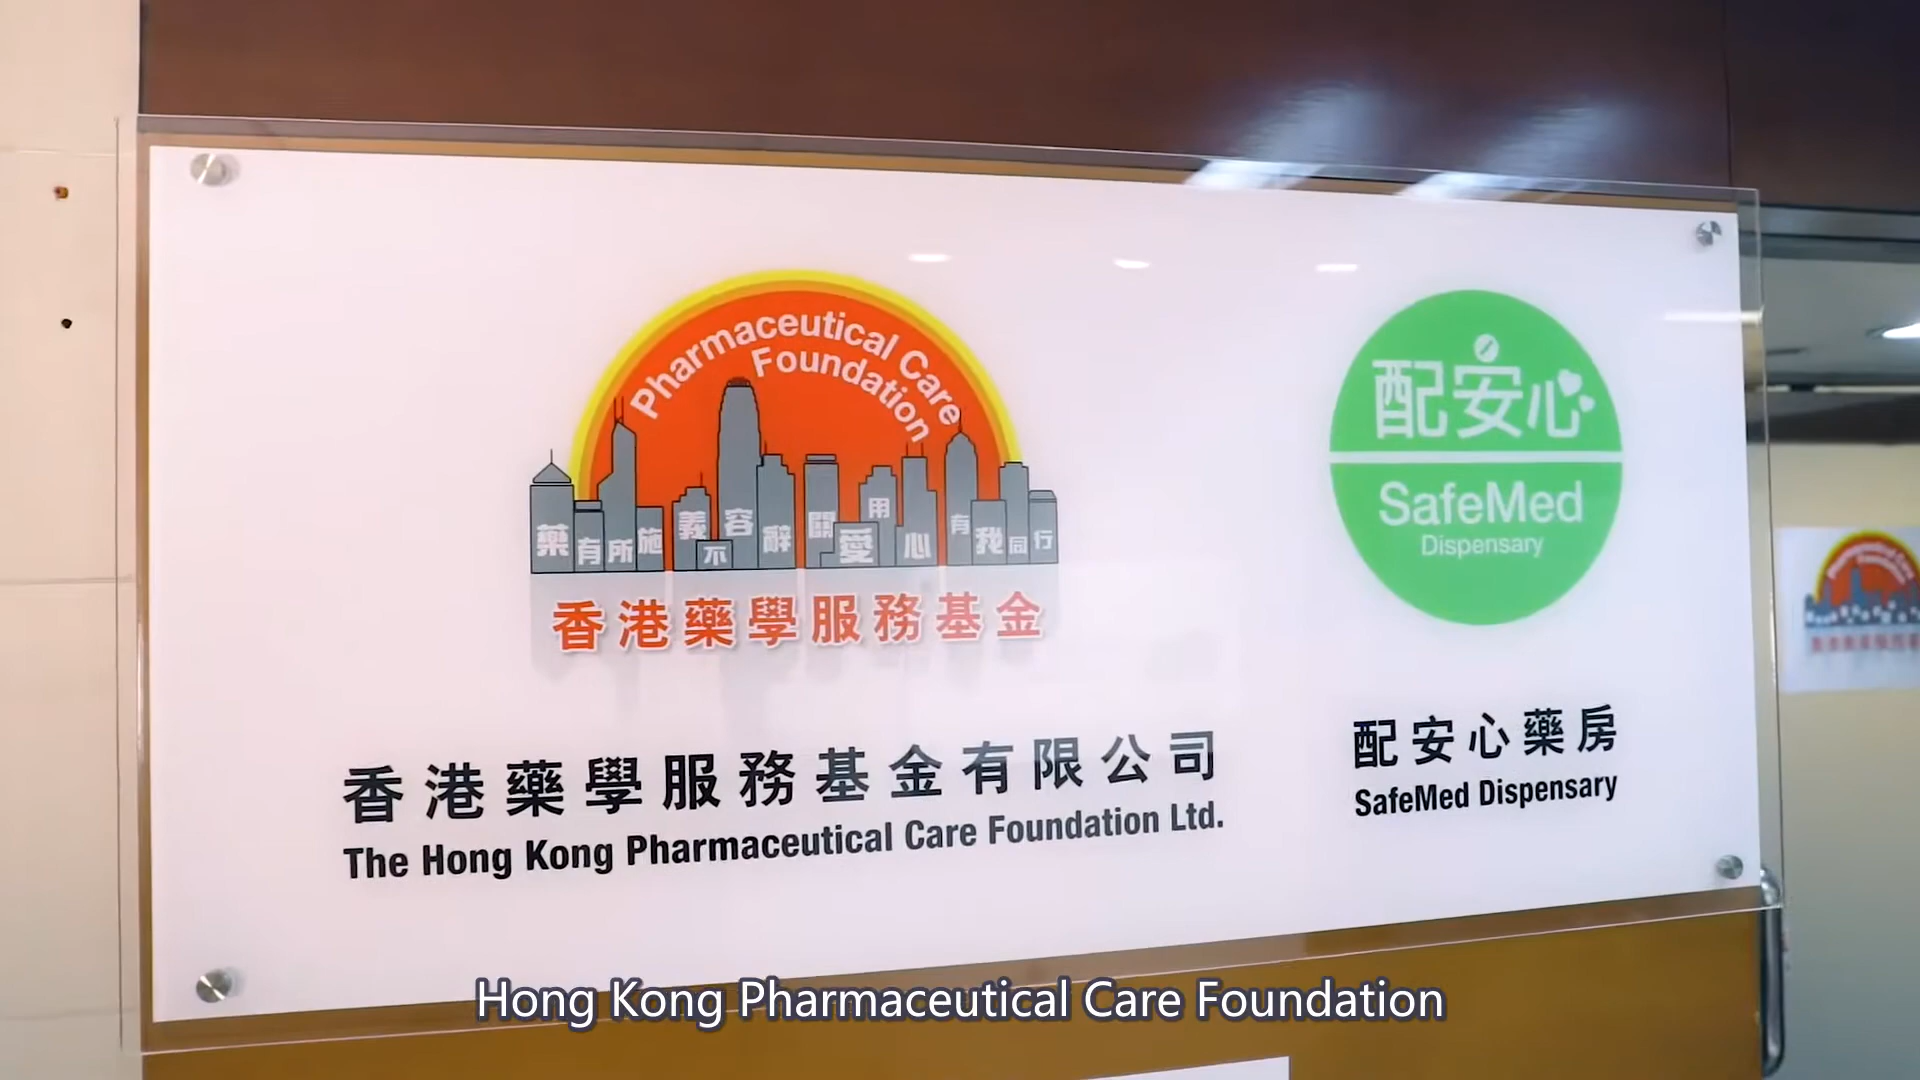 Pharmaceutical Care
Foundation
藥有所施 義不容辭 關愛用心 有我同行
香港藥學服務基金
香港藥學服務基金有限公司
The Hong Kong Pharmaceutical Care Foundation Ltd.
配安心
SafeMed
Dispensary
配安心藥房
SafeMed Dispensary
Hong Kong Pharmaceutical Care Foundation